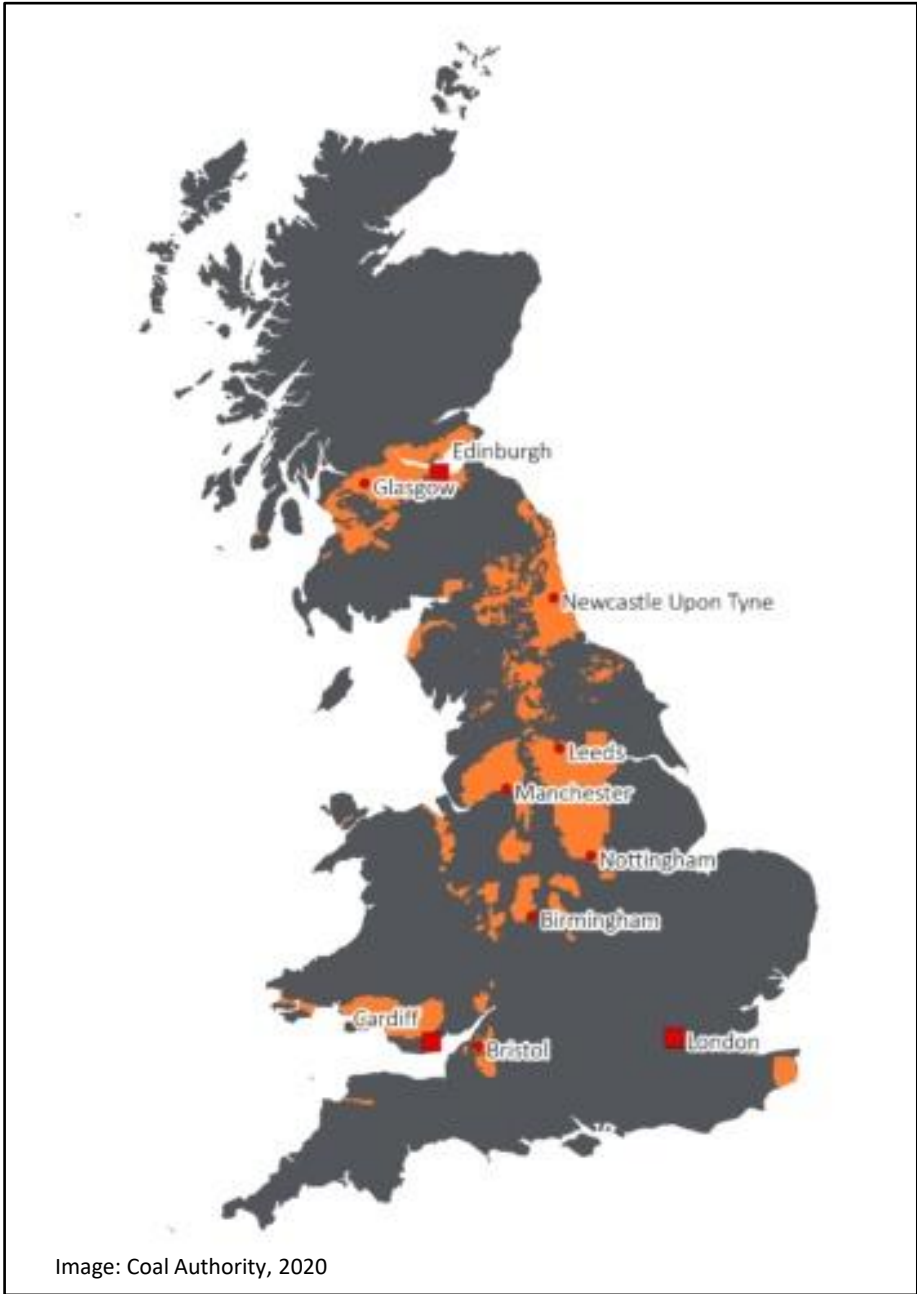 Edinburgh
Glasgow
Newcastle Upon Tyne
Leeds
Manchester
Nottingham
Birmingham
Cardiff
London
Bristol
Image: Coal Authority, 2020